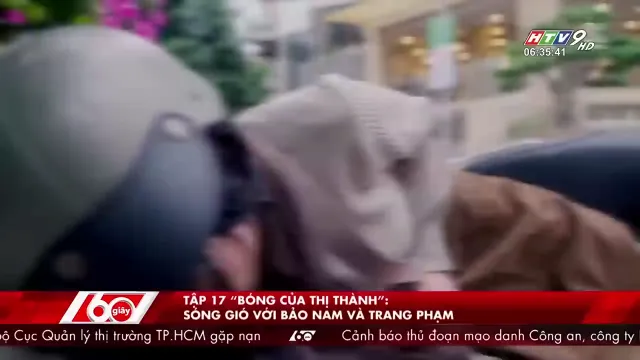 HTV9 HD
06:35:41
60 giây
TẬP 17 “BÓNG CỦA THỊ THÀNH”:
SÓNG GIÓ VỚI BẢO NAM VÀ TRANG PHẠM
bộ Cục Quản lý thị trường TP.HCM gặp nạn 60 Cảnh báo thủ đoạn mạo danh Công an, công ty